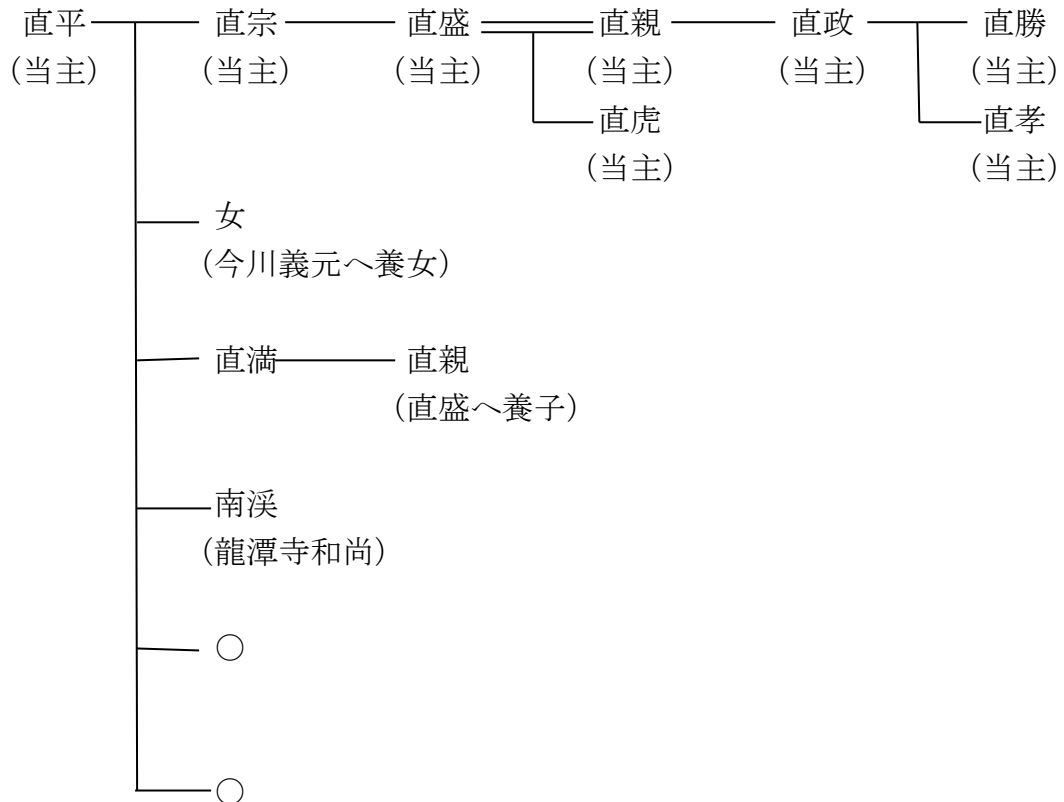 直平 直宗 直盛 直親 直政 直勝
(当主) (当主) (当主) (当主) (当主) (当主)
直虎 直孝
(当主) (当主)
女
(今川義元へ養女)
直満 直親
(直盛へ養子)
南渓
(龍潭寺和尚)
○
○